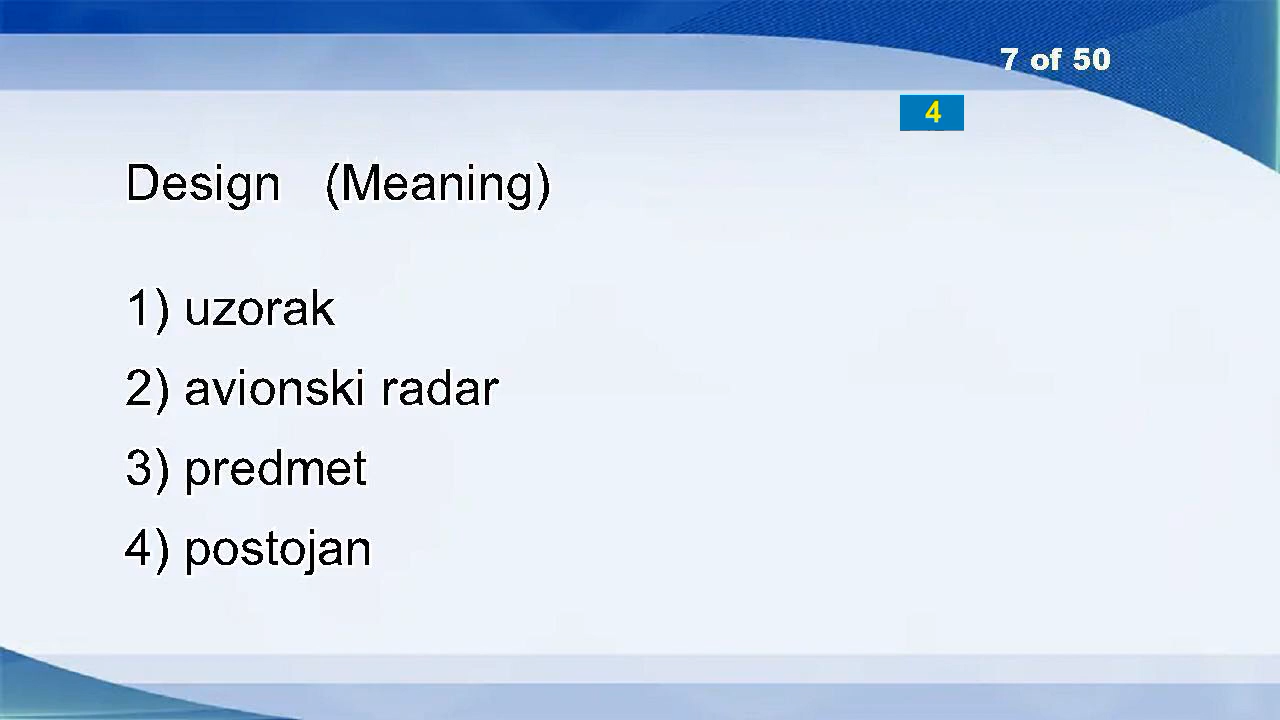 7 of 50
4
Design (Meaning)
1) uzorak
2) avionski radar
3) predmet
4) postojan